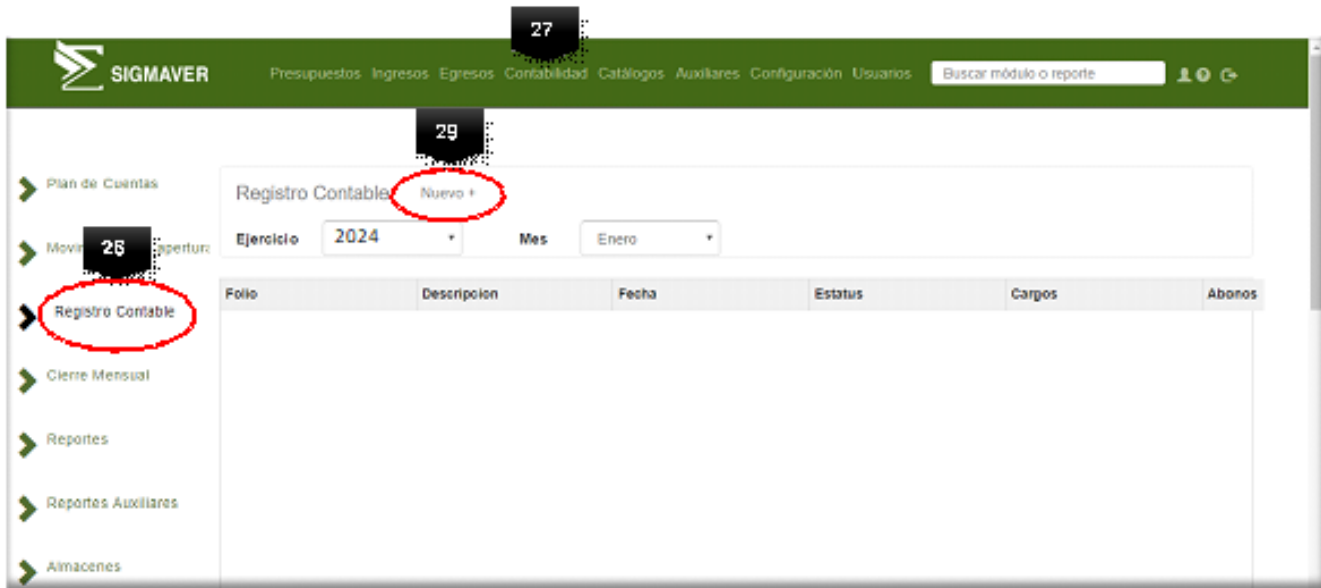 27
SIGMAVER Presupuestos Ingresos Egresos Contabilidad Catálogos Auxiliares Configuración Usuarios Buscar módulo o reporte
29
Plan de Cuentas
Registro Contable Nuevo +
Ejercicio 2024 Mes Enero
26
Folio Descripcion Fecha Estatus Cargos Abonos
Registro Contable
Cierre Mensual
Reportes
Reportes Auxiliares
Almacenes